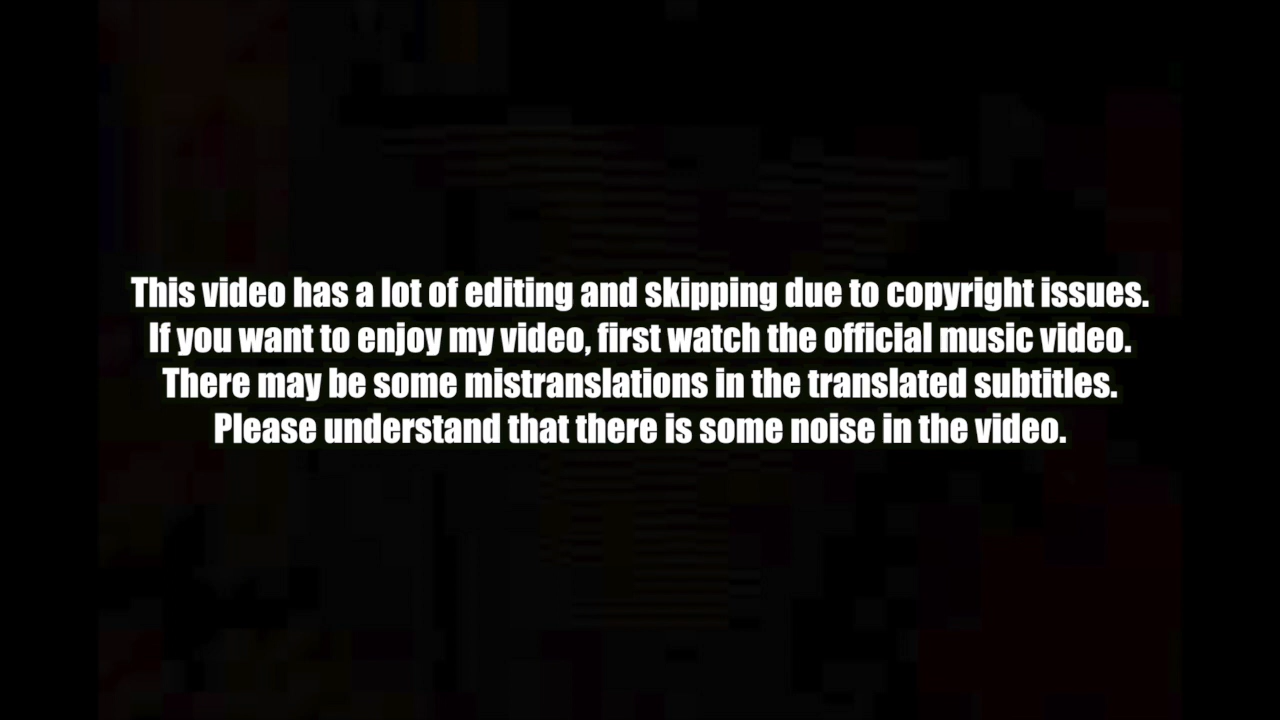 This video has a lot of editing and skipping due to copyright issues.
If you want to enjoy my video, first watch the official music video.
There may be some mistranslations in the translated subtitles.
Please understand that there is some noise in the video.